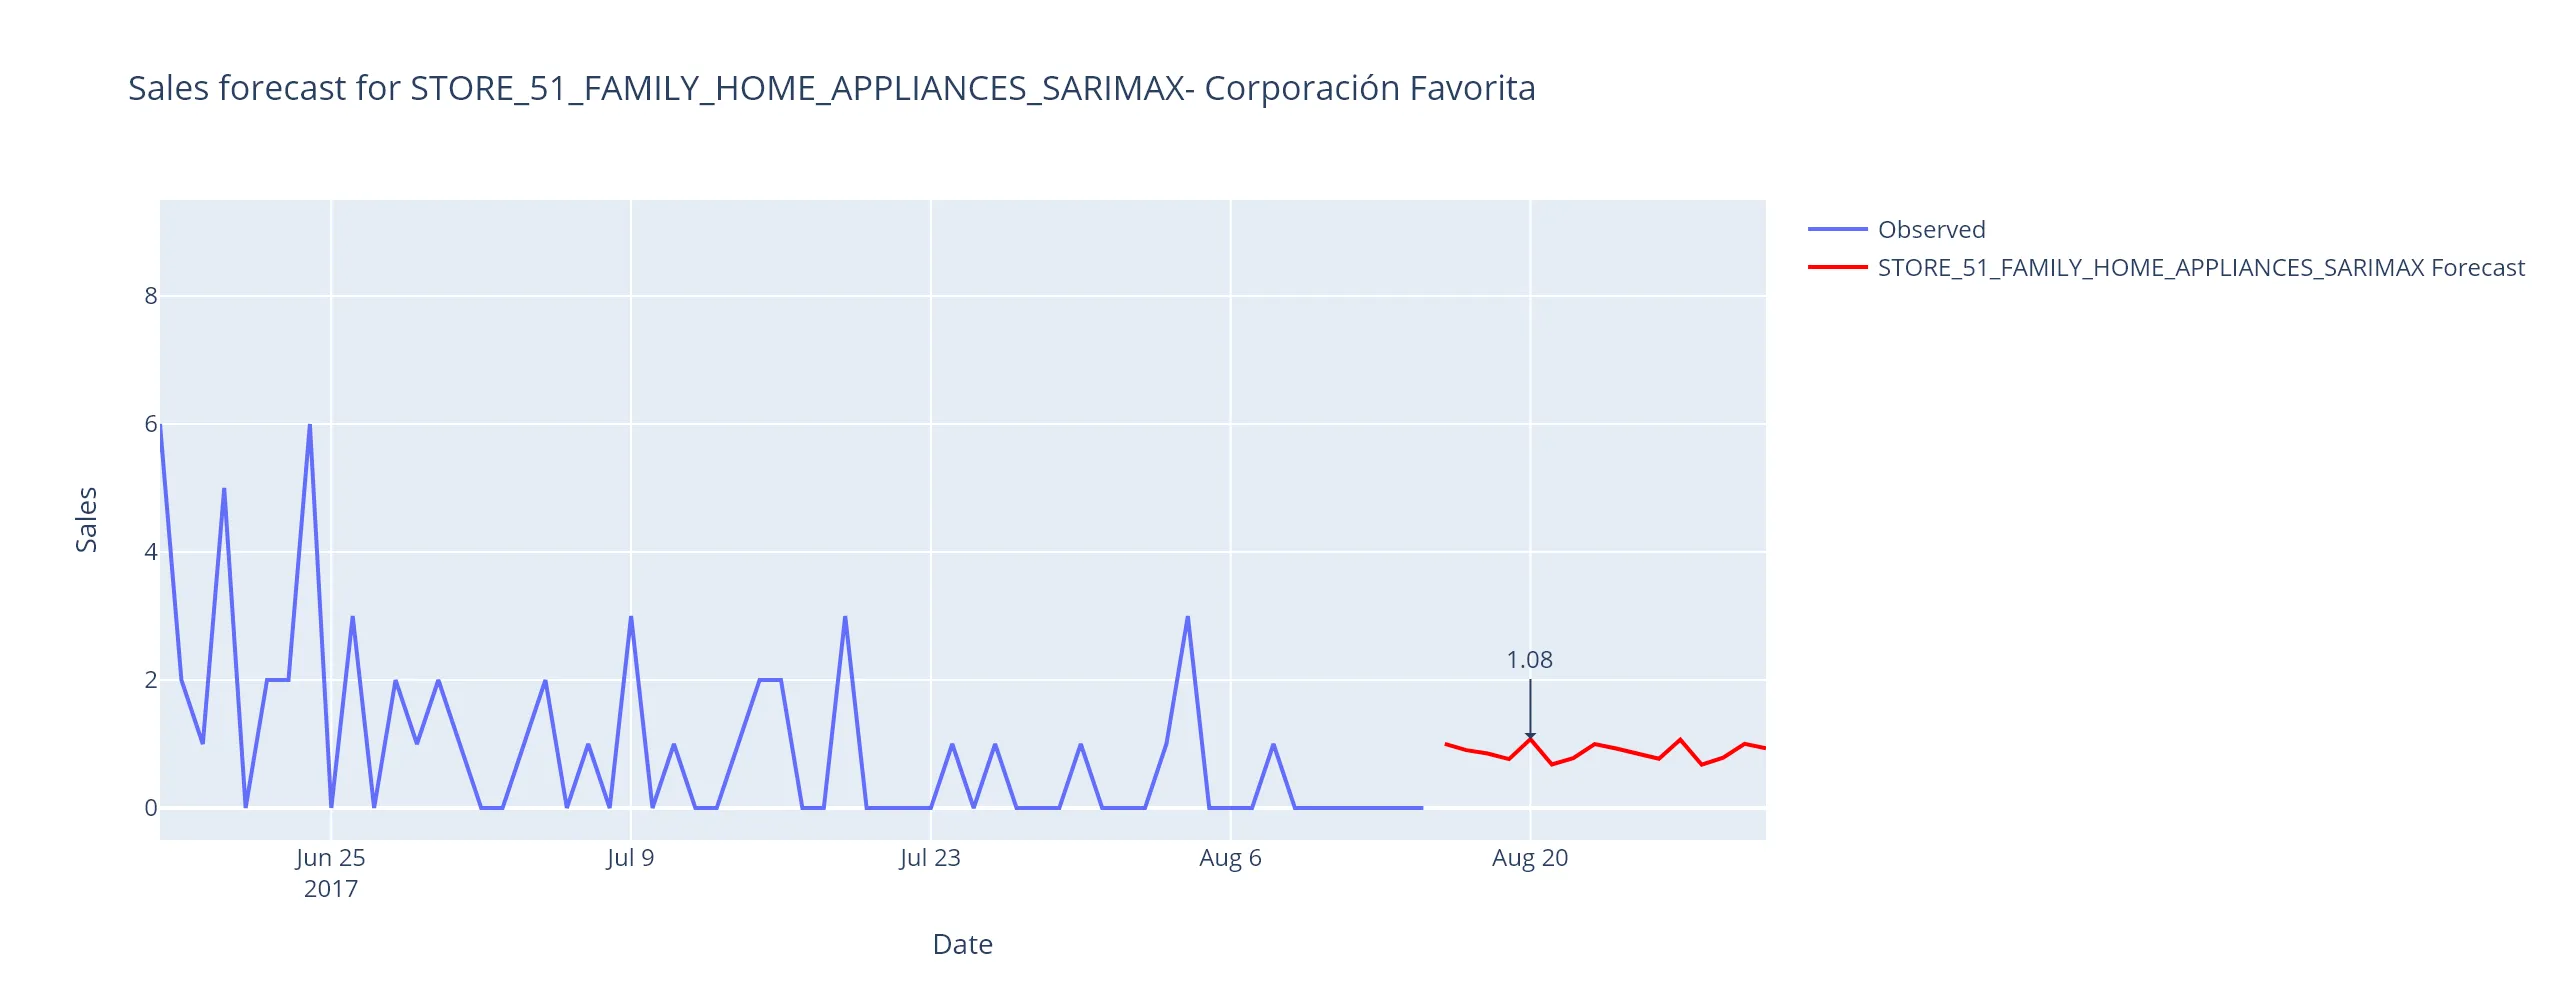 Sales forecast for STORE_51_FAMILY_HOME_APPLIANCES_SARIMAX- Corporación Favorita
Observed
STORE_51_FAMILY_HOME_APPLIANCES_SARIMAX Forecast
8
6
4
2
0
Sales
1.08
Jun 25
2017
Jul 9
Jul 23
Aug 6
Aug 20
Date